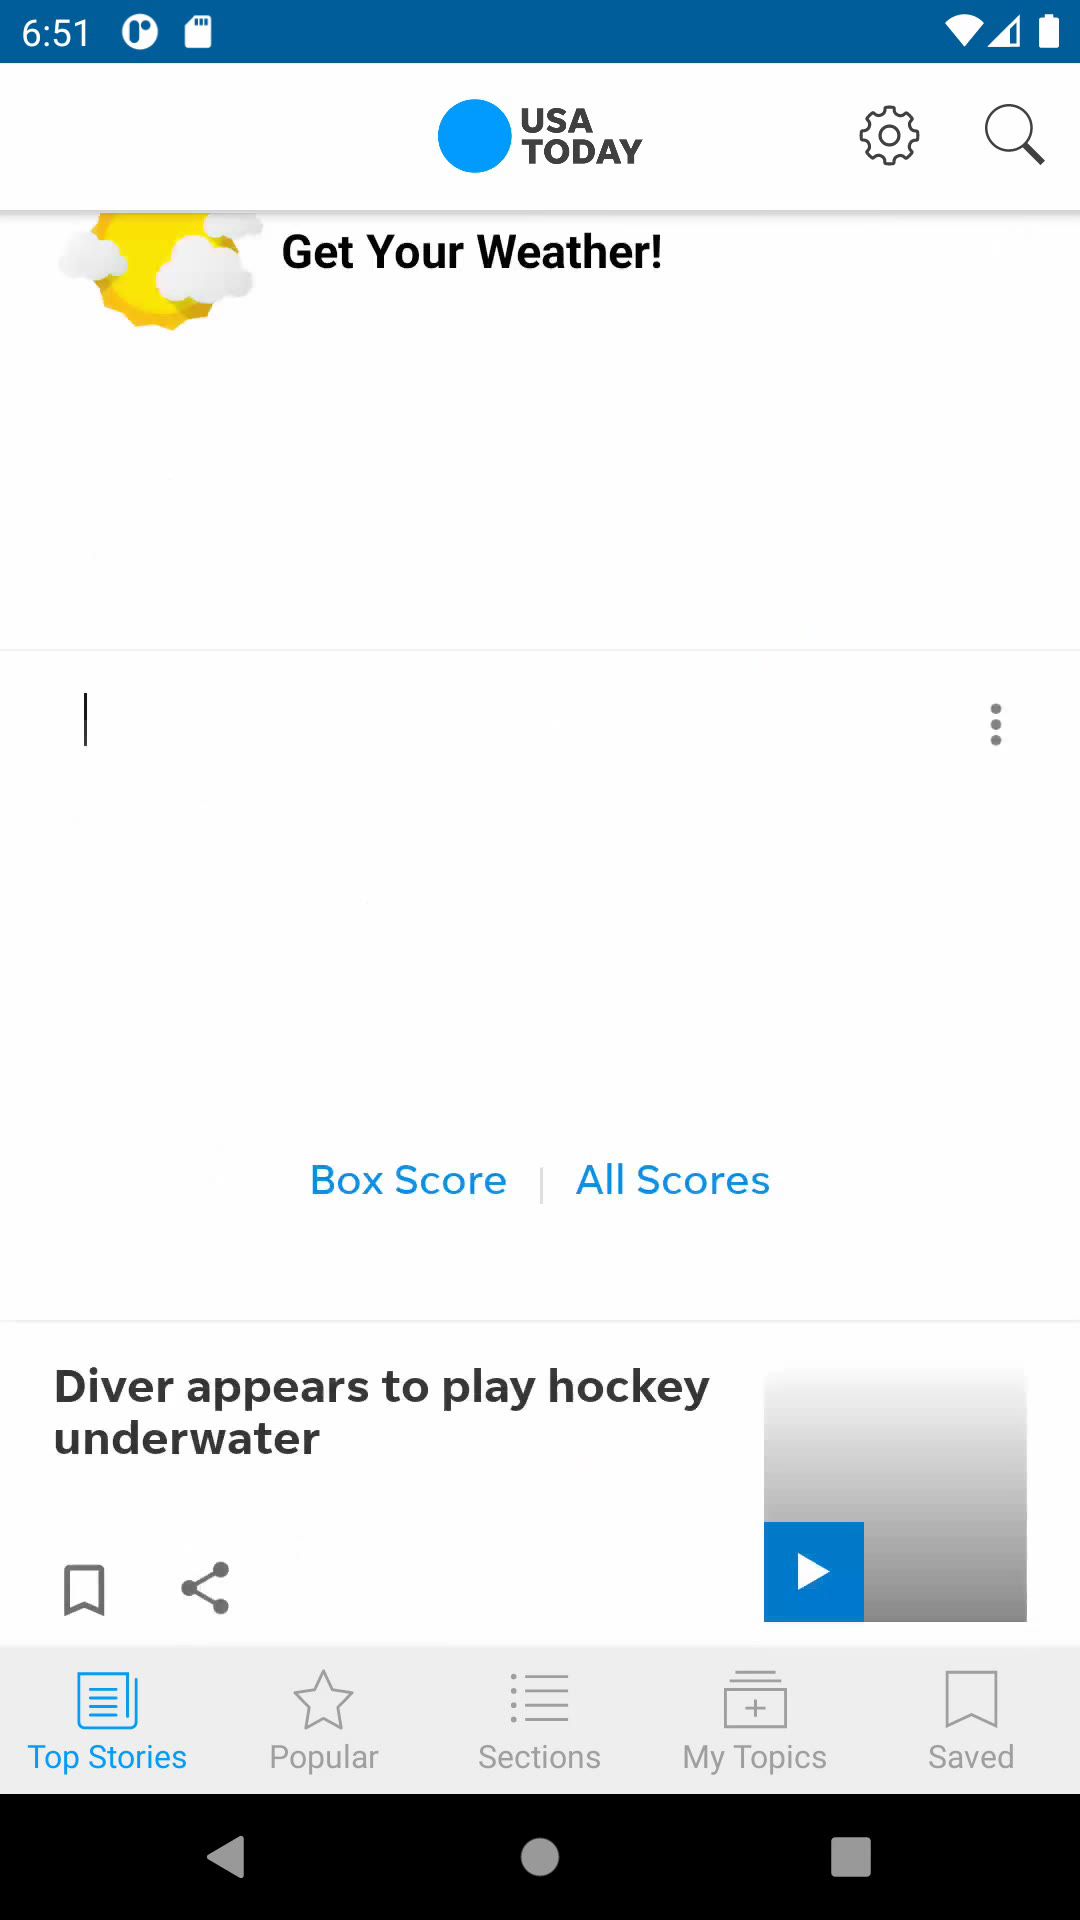 6:51
USA
TODAY
Get Your Weather!
Box Score
All Scores
Diver appears to play hockey
underwater
Top Stories
Popular
Sections
My Topics
Saved